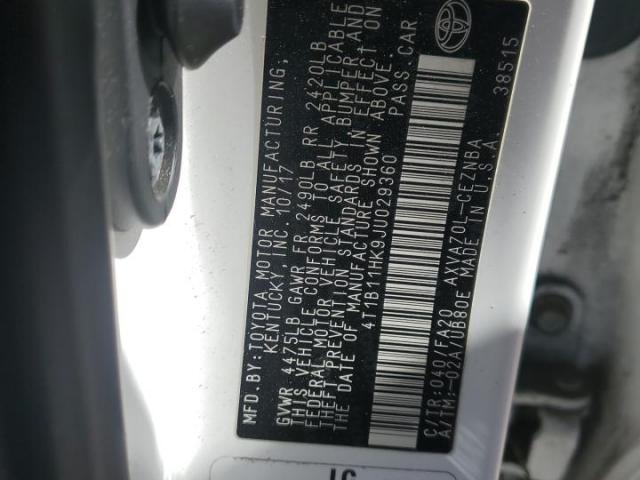 MFD.BY:TOYOTA MOTOR MANUFACTURING,
KENTUCKY, INC. 10/17
GVWR 4475LB GAWR FR 2490LB RR 2420LB
THIS VEHICLE CONFORMS TO ALL APPLICABLE
FEDERAL MOTOR VEHICLE SAFETY, BUMPER AND
THEFT PREVENTION STANDARDS IN EFFECT ON
THE DATE OF MANUFACTURE SHOWN ABOVE.
4T1B11HK9JU029360 PASS CAR
C/TR:040/FA20 AXVA70L-CEZNBA
A/TM:-02A/UB80E MADE IN U.S.A.
38515